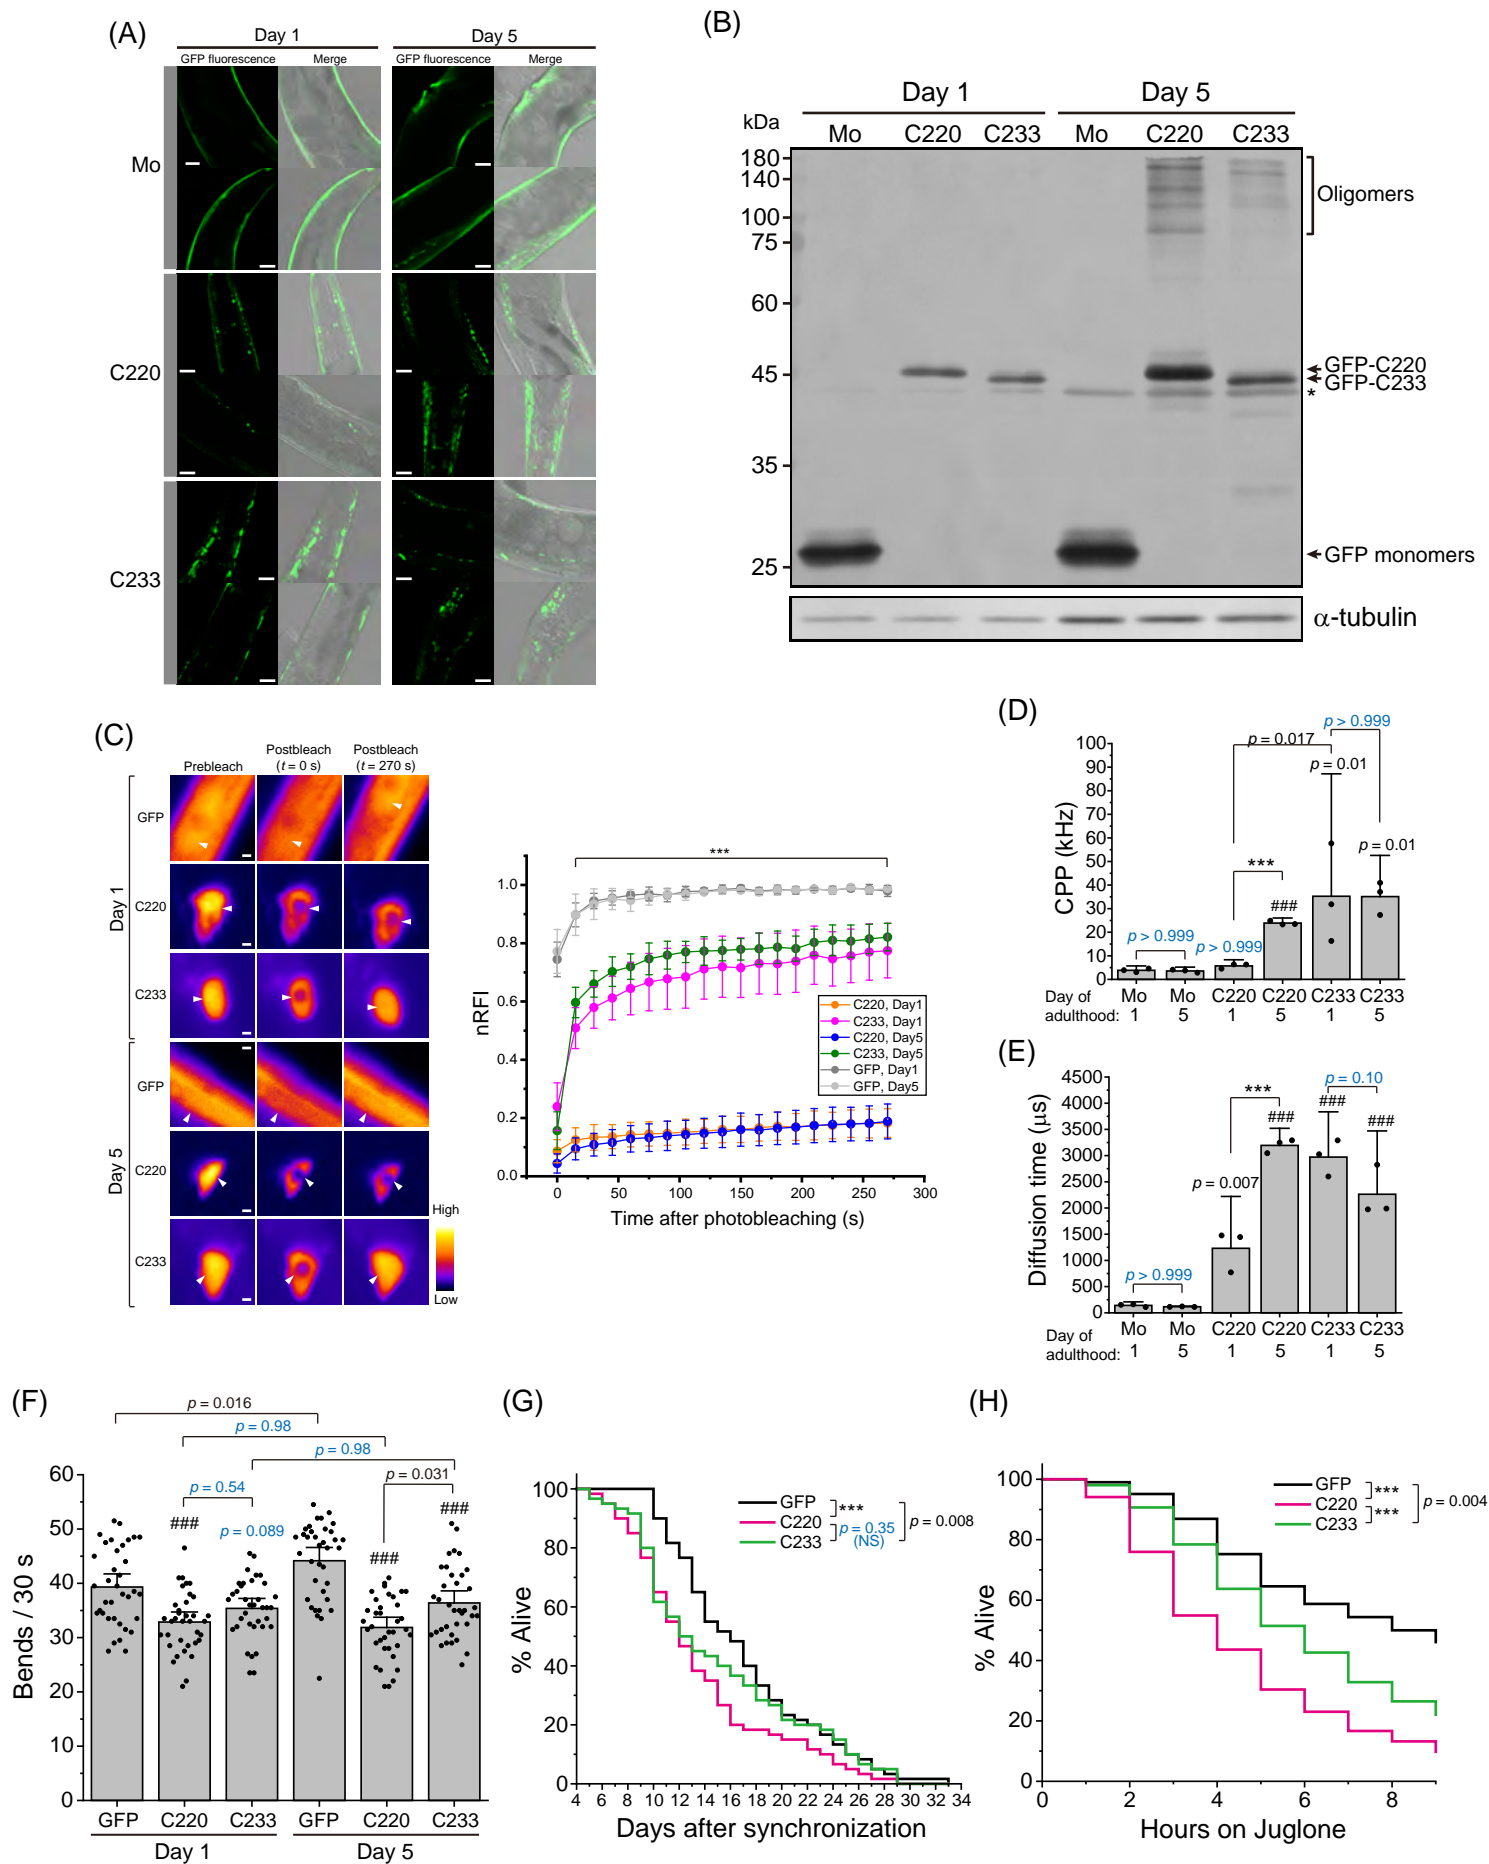 (A)
Day 1
Day 5
GFP fluorescence
Merge
GFP fluorescence
Merge
Mo
C220
C233
(B)
Day 1
Day 5
kDa
Mo
C220
C233
Mo
C220
C233
180
140
100
75
60
45
35
25
Oligomers
GFP-C220
GFP-C233
*
GFP monomers
α-tubulin
(C)
Prebleach
Postbleach
(t = 0 s)
Postbleach
(t = 270 s)
Day 1
GFP
C220
C233
Day 5
GFP
C220
C233
High
Low
***
nRFI
1.0
0.8
0.6
0.4
0.2
0.0
C220, Day1
C233, Day1
C220, Day5
C233, Day5
GFP, Day1
GFP, Day5
0
50
100
150
200
250
300
Time after photobleaching (s)
(D)
p > 0.999
p = 0.017
p = 0.01
p = 0.01
***
###
p > 0.999
p > 0.999
CPP (kHz)
100
90
80
70
60
50
40
30
20
10
0
Day of
adulthood:
Mo
1
Mo
5
C220
1
C220
5
C233
1
C233
5
(E)
p = 0.10
***
###
###
###
p = 0.007
p > 0.999
Diffusion time (μs)
4500
4000
3500
3000
2500
2000
1500
1000
500
0
Day of
adulthood:
Mo
1
Mo
5
C220
1
C220
5
C233
1
C233
5
(F)
p = 0.016
p = 0.98
p = 0.98
p = 0.031
p = 0.54
###
p = 0.089
###
###
Bends / 30 s
60
50
40
30
20
10
0
GFP
C220
C233
GFP
C220
C233
Day 1
Day 5
(G)
% Alive
100
80
60
40
20
0
GFP
C220
C233
***
p = 0.35
(NS)
p = 0.008
4
6
8
10
12
14
16
18
20
22
24
26
28
30
32
34
Days after synchronization
(H)
% Alive
100
80
60
40
20
0
GFP
C220
C233
***
***
p = 0.004
0
2
4
6
8
Hours on Juglone